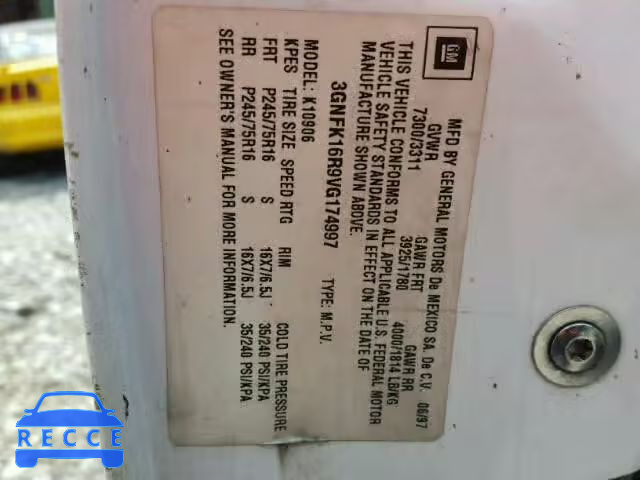 GM
MFD BY GENERAL MOTORS De MEXICO SA. De C.V. 06/97
GVWR GAWR FRT GAWR RR
7300/3311 3925/1780 4000/1814 LB/KG
THIS VEHICLE CONFORMS TO ALL APPLICABLE U.S. FEDERAL MOTOR
VEHICLE SAFETY STANDARDS IN EFFECT ON THE DATE OF
MANUFACTURE SHOWN ABOVE.
3GNFK16R9VG174997 TYPE: M.P.V.
MODEL: K10906
KPES TIRE SIZE SPEED RTG RIM COLD TIRE PRESSURE
FRT P245/75R16 S 16X7/6.5J 35/240 PSI/KPA
RR P245/75R16 S 16X7/6.5J 35/240 PSI/KPA
SEE OWNER'S MANUAL FOR MORE INFORMATION.
RECCE